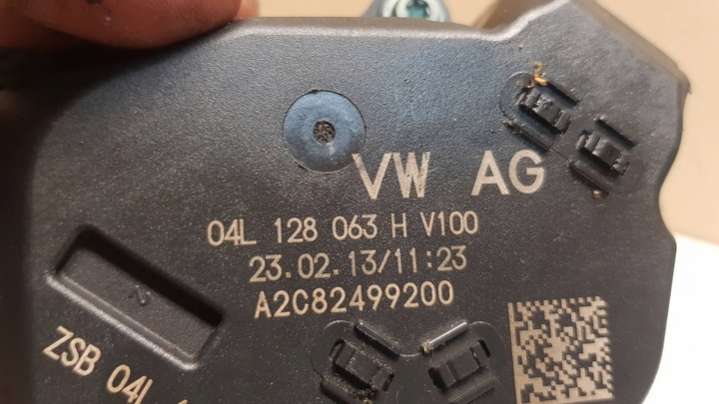 VW AG
04L 128 063 H V100
23.02.13/11:23
A2C82499200
ZSB 04L